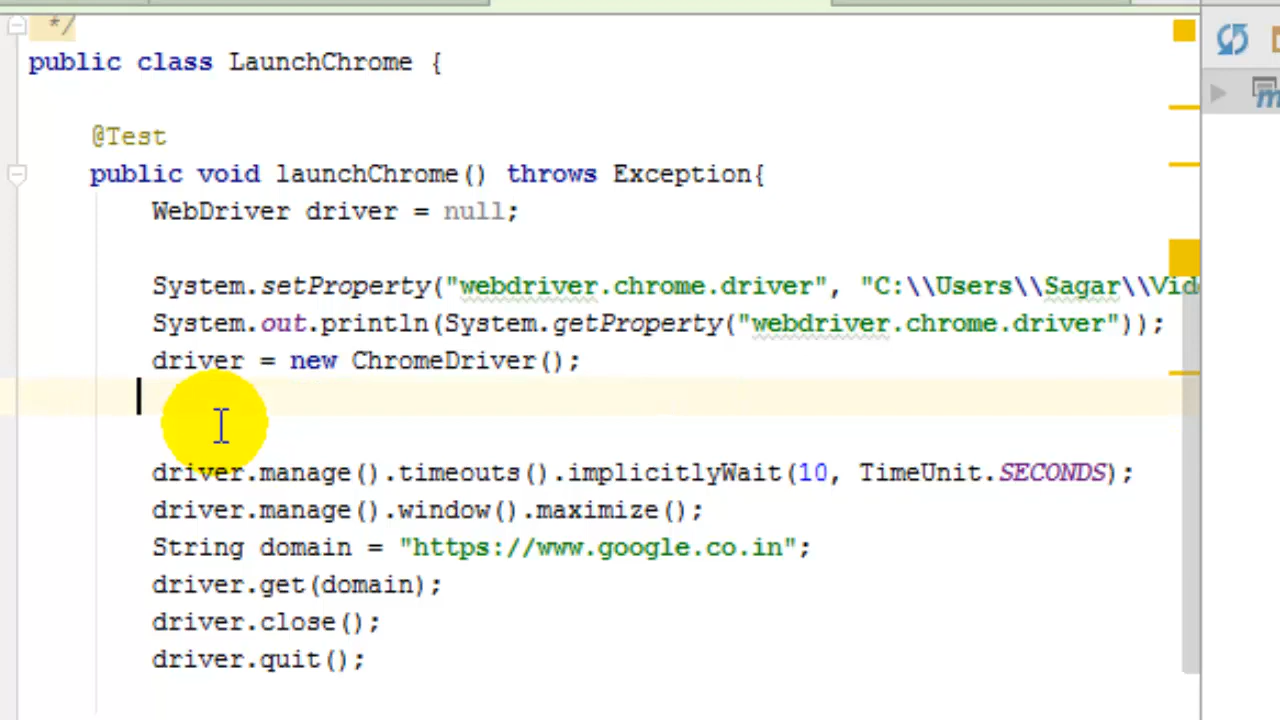 */
public class LaunchChrome {
@Test
public void launchChrome() throws Exception{
WebDriver driver = null;
System.setProperty("webdriver.chrome.driver", "C:\\Users\\Sagar\\Vid
System.out.println(System.getProperty("webdriver.chrome.driver"));
driver = new ChromeDriver();
driver.manage().timeouts().implicitlyWait(10, TimeUnit.SECONDS);
driver.manage().window().maximize();
String domain = "https://www.google.co.in";
driver.get(domain);
driver.close();
driver.quit();